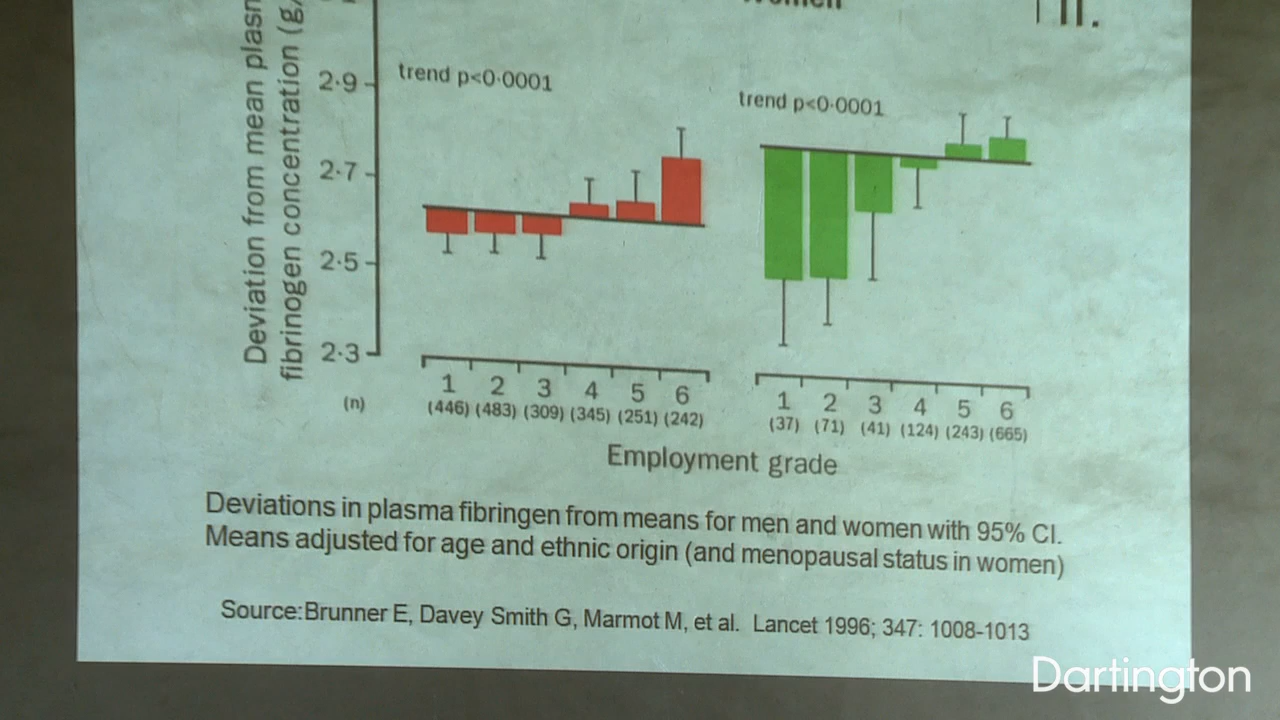 Women
Deviation from mean plasm
fibrinogen concentration (g/
2·9
2·7
2·5
2·3
trend p<0·0001
trend p<0·0001
1 2 3 4 5 6
1 2 3 4 5 6
(n)
(446) (483) (309) (345) (251) (242)
(37) (71) (41) (124) (243) (665)
Employment grade
Deviations in plasma fibringen from means for men and women with 95% CI.
Means adjusted for age and ethnic origin (and menopausal status in women)
Source:Brunner E, Davey Smith G, Marmot M, et al. Lancet 1996; 347: 1008-1013
Dartington